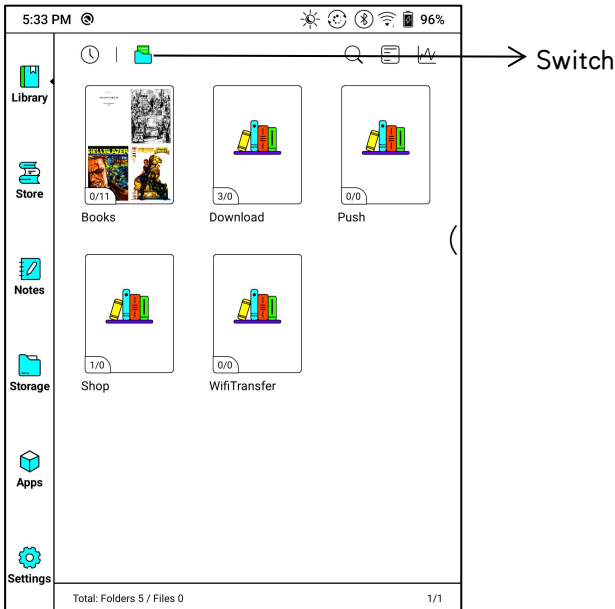 5:33 PM
96%
Switch
Library
Store
Notes
Storage
Apps
Settings
HELLBLAZER
0/11
Books
3/0
Download
0/0
Push
1/0
Shop
0/0
WifiTransfer
Total: Folders 5 / Files 0
1/1